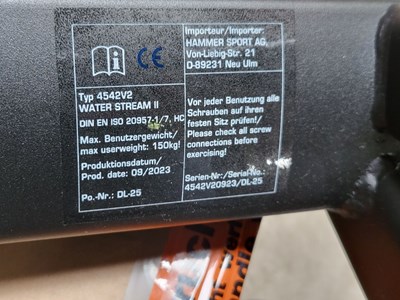 CE
Importeur/Importer:
HAMMER SPORT AG
Von-Liebig-Str. 21
D-89231 Neu Ulm
Typ 4542V2
WATER STREAM II
DIN EN ISO 20957-1/7, HC
Max. Benutzergewicht/
max userweight: 150kg!
Produktionsdatum/
Prod. date: 09/2023
Po.-Nr.: DL-25
Vor jeder Benutzung alle
Schrauben auf ihren
festen Sitz prüfen!/
Please check all screw
connections before
exercising!
Serien-Nr:/Serial-No.:
4542V20923/DL-25